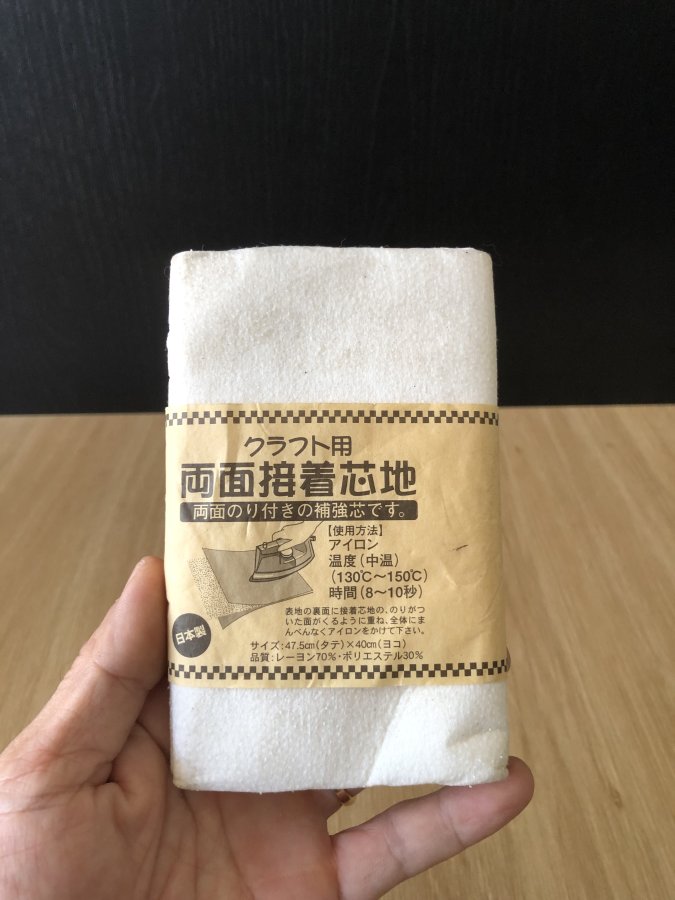 クラフト用
両面接着芯地
両面のり付きの補強芯です。
【使用方法】
アイロン
温度(中温)
(130℃～150℃)
時間(8～10秒)
表地の裏面に接着芯地の、のりがつ
いた面がくるように重ね、全体にま
んべんなくアイロンをかけて下さい。
日本製
サイズ:47.5cm(タテ)×40cm(ヨコ)
品質:レーヨン70%・ポリエステル30%